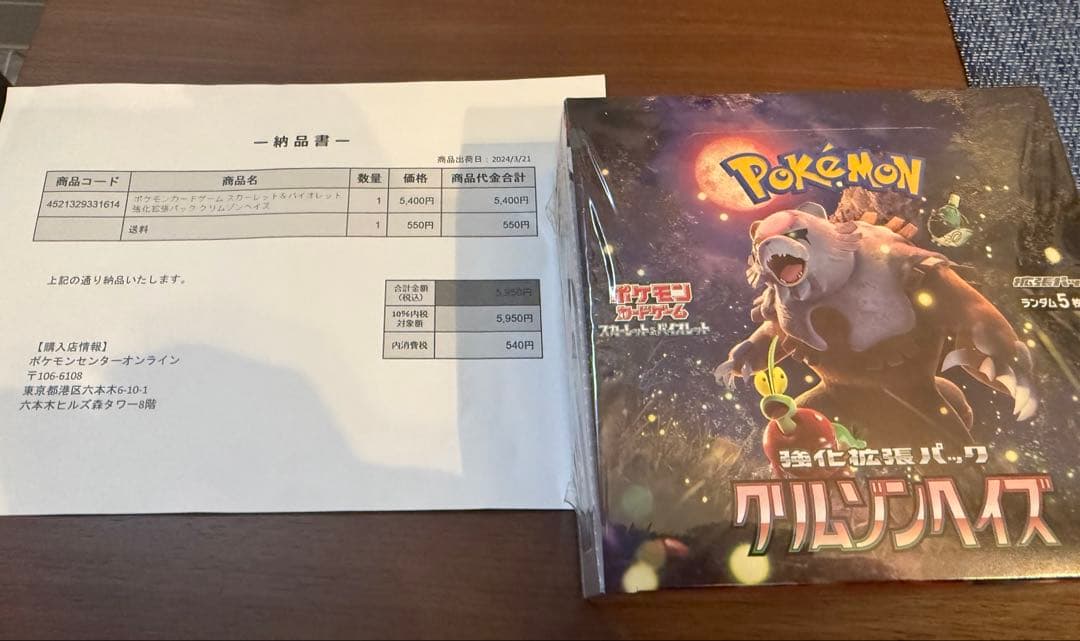 ー納品書ー
商品出荷日：2024/3/21
商品コード 商品名 数量 価格 商品代金合計
4521329331614 ポケモンカードゲーム スカーレット&バイオレット 1 5,400円 5,400円
強化拡張パック クリムゾンヘイズ
送料 1 550円 550円
上記の通り納品いたします。
合計金額 5,950円
(税込)
10%内税 5,950円
対象額
内消費税 540円
【購入店情報】
ポケモンセンターオンライン
〒106-6108
東京都港区六本木6-10-1
六本木ヒルズ森タワー8階
POKéMON
ポケモン
カードゲーム
スカーレット&バイオレット
拡張パック
ランダム5枚
強化拡張パック
クリムゾンヘイズ